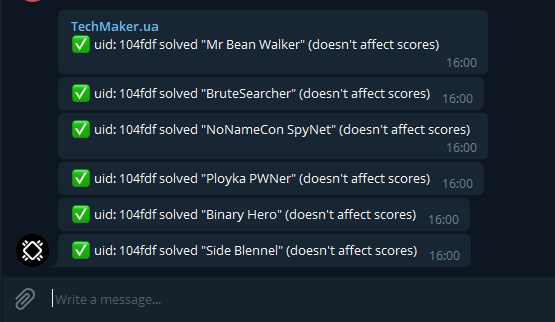 TechMaker.ua
✅ uid: 104fdf solved "Mr Bean Walker" (doesn't affect scores)
16:00
✅ uid: 104fdf solved "BruteSearcher" (doesn't affect scores) 16:00
✅ uid: 104fdf solved "NoNameCon SpyNet" (doesn't affect scores)
16:00
✅ uid: 104fdf solved "Ployka PWNer" (doesn't affect scores) 16:00
✅ uid: 104fdf solved "Binary Hero" (doesn't affect scores) 16:00
✅ uid: 104fdf solved "Side Blennel" (doesn't affect scores) 16:00
Write a message...